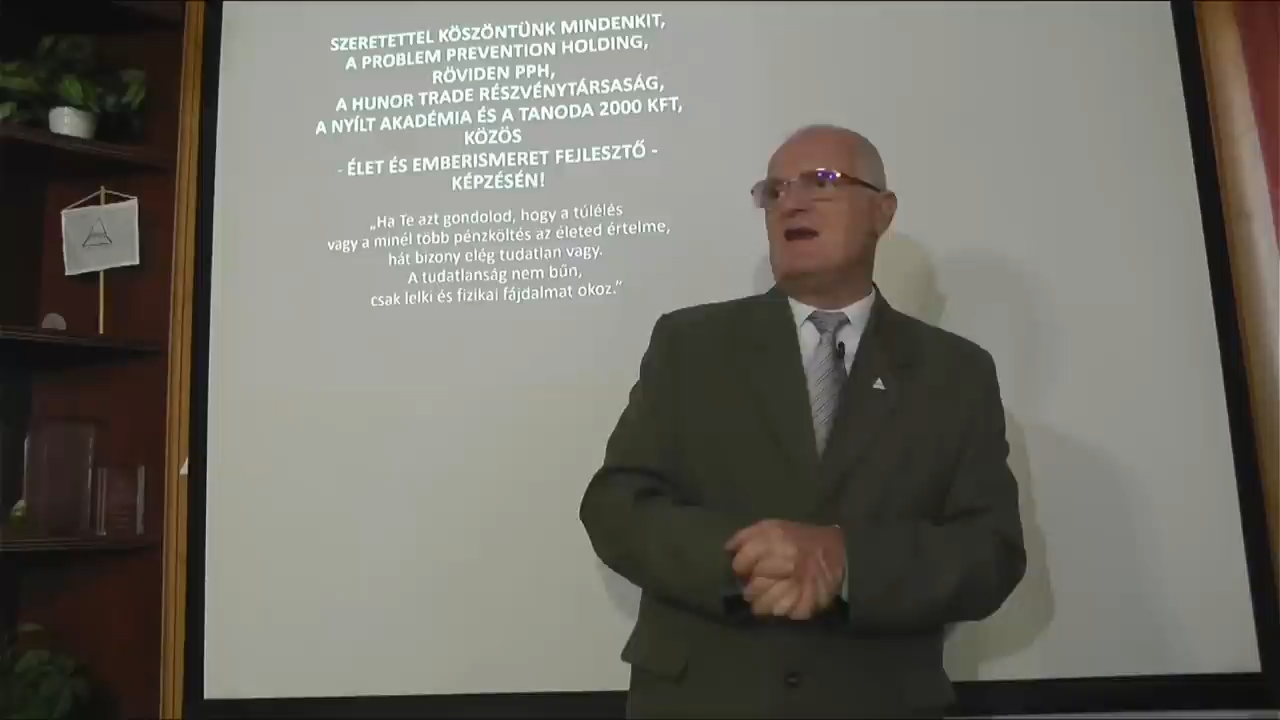 SZERETETTEL KÖSZÖNTÜNK MINDENKIT,
A PROBLEM PREVENTION HOLDING,
RÖVIDEN PPH,
A HUNOR TRADE RÉSZVÉNYTÁRSASÁG,
A NYÍLT AKADÉMIA ÉS A TANODA 2000 KFT,
KÖZÖS
- ÉLET ÉS EMBERISMERET FEJLESZTŐ -
KÉPZÉSÉN!
„Ha Te azt gondolod, hogy a túlélés
vagy a minél több pénzköltés az életed értelme,
hát bizony elég tudatlan vagy.
A tudatlanság nem bűn,
csak lelki és fizikai fájdalmat okoz.”